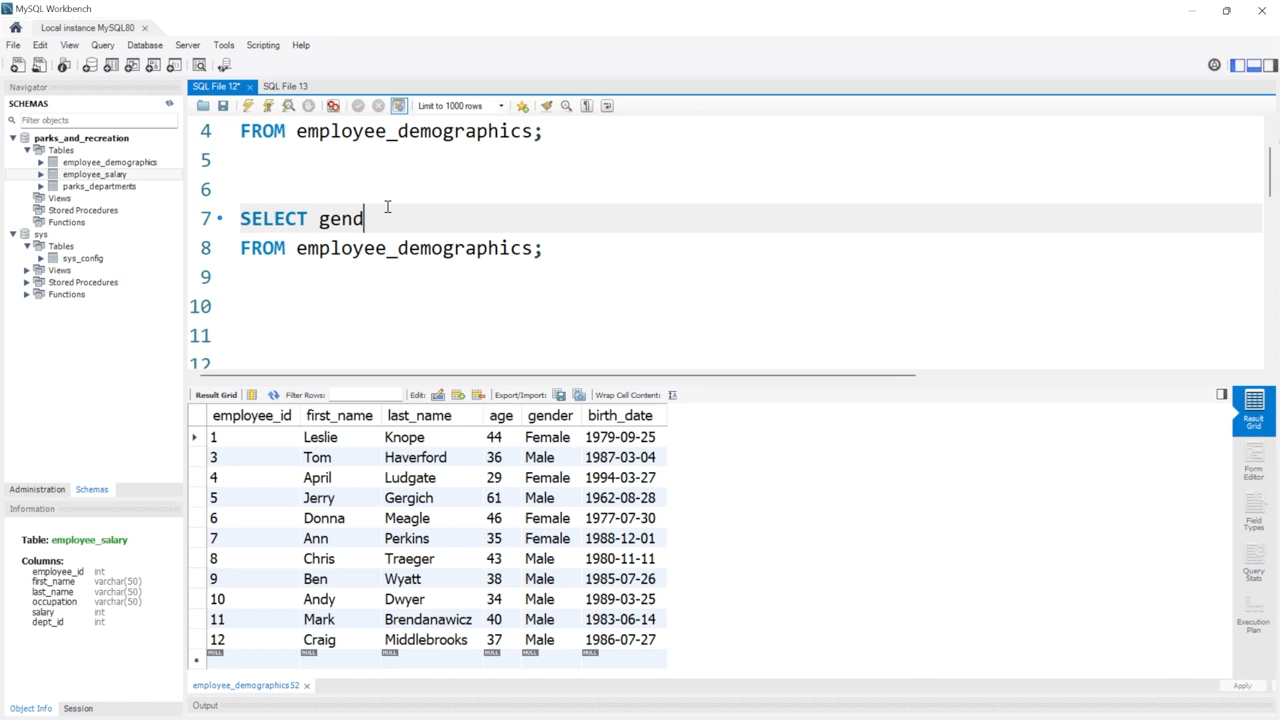 MySQL Workbench
Local instance MySQL80
File Edit View Query Database Server Tools Scripting Help
Navigator
SCHEMAS
Filter objects
parks_and_recreation
Tables
employee_demographics
employee_salary
parks_departments
Views
Stored Procedures
Functions
sys
Tables
sys_config
Views
Stored Procedures
Functions
Administration Schemas
Information
Table: employee_salary
Columns:
employee_id int
first_name varchar(50)
last_name varchar(50)
occupation varchar(50)
salary int
dept_id int
Object Info Session
SQL File 12* SQL File 13
Limit to 1000 rows
4 FROM employee_demographics;
5
6
7 SELECT gend
8 FROM employee_demographics;
9
10
11
12
Result Grid Filter Rows: Edit: Export/Import: Wrap Cell Content:
employee_id first_name last_name age gender birth_date
1 Leslie Knope 44 Female 1979-09-25
3 Tom Haverford 36 Male 1987-03-04
4 April Ludgate 29 Female 1994-03-27
5 Jerry Gergich 61 Male 1962-08-28
6 Donna Meagle 46 Female 1977-07-30
7 Ann Perkins 35 Female 1988-12-01
8 Chris Traeger 43 Male 1980-11-11
9 Ben Wyatt 38 Male 1985-07-26
10 Andy Dwyer 34 Male 1989-03-25
11 Mark Brendanawicz 40 Male 1983-06-14
12 Craig Middlebrooks 37 Male 1986-07-27
NULL NULL NULL NULL NULL NULL
Result
Grid
Form
Editor
Field
Types
Query
Stats
Execution
Plan
employee_demographics 52
Apply
Output